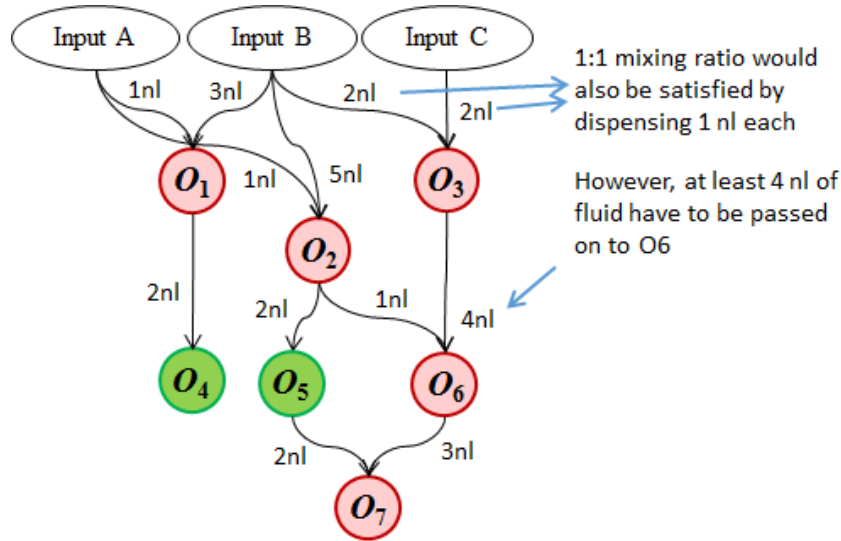 Input A
Input B
Input C
1nl
3nl
2nl
2nl
1:1 mixing ratio would
also be satisfied by
dispensing 1 nl each
O1
1nl
5nl
O3
However, at least 4 nl of
fluid have to be passed
on to O6
O2
2nl
2nl
1nl
4nl
O4
O5
O6
2nl
3nl
O7